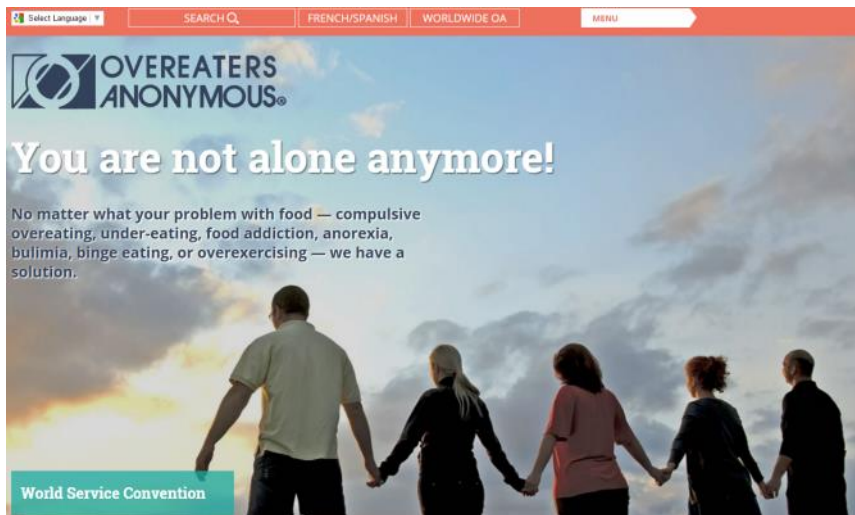 Select Language ▼
SEARCH
FRENCH/SPANISH
WORLDWIDE OA
MENU
OVEREATERS
ANONYMOUS®
You are not alone anymore!
No matter what your problem with food — compulsive
overeating, under-eating, food addiction, anorexia,
bulimia, binge eating, or overexercising — we have a
solution.
World Service Convention